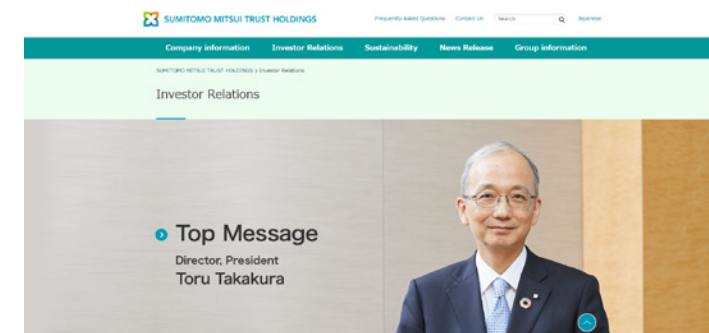 SUMITOMO MITSUI TRUST HOLDINGS
Frequently Asked Questions Contact Us Search Japanese
Company information Investor Relations Sustainability News Release Group information
SUMITOMO MITSUI TRUST HOLDINGS > Investor Relations
Investor Relations
Top Message
Director, President
Toru Takakura